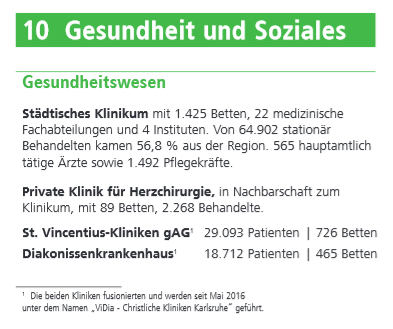 10 Gesundheit und Soziales
Gesundheitswesen
Städtisches Klinikum mit 1.425 Betten, 22 medizinische
Fachabteilungen und 4 Instituten. Von 64.902 stationär
Behandelten kamen 56,8 % aus der Region. 565 hauptamtlich
tätige Ärzte sowie 1.492 Pflegekräfte.
Private Klinik für Herzchirurgie, in Nachbarschaft zum
Klinikum, mit 89 Betten, 2.268 Behandelte.
St. Vincentius-Kliniken gAG¹ 29.093 Patienten | 726 Betten
Diakonissenkrankenhaus¹ 18.712 Patienten | 465 Betten
¹ Die beiden Kliniken fusionierten und werden seit Mai 2016
unter dem Namen „ViDia - Christliche Kliniken Karlsruhe“ geführt.